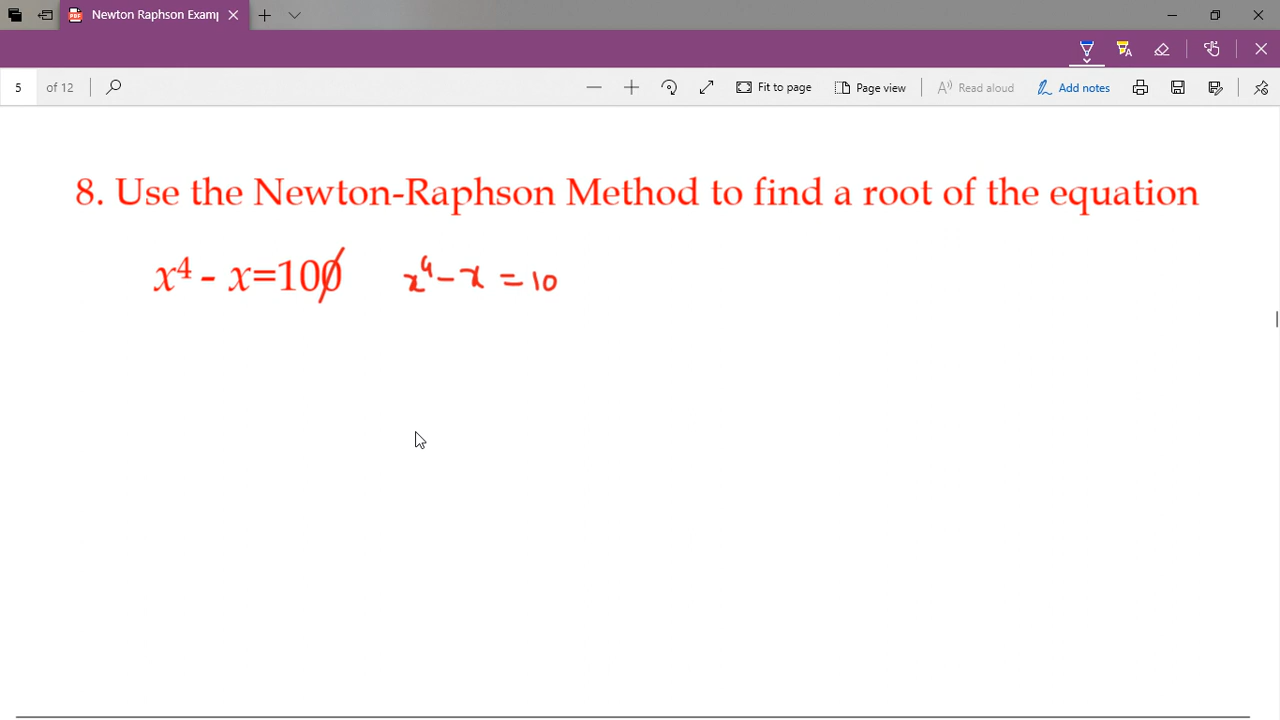 Newton Raphson Examp
5 of 12 Fit to page Page view Read aloud Add notes
8. Use the Newton-Raphson Method to find a root of the equation
x⁴ - x=100 x⁴ - x = 10